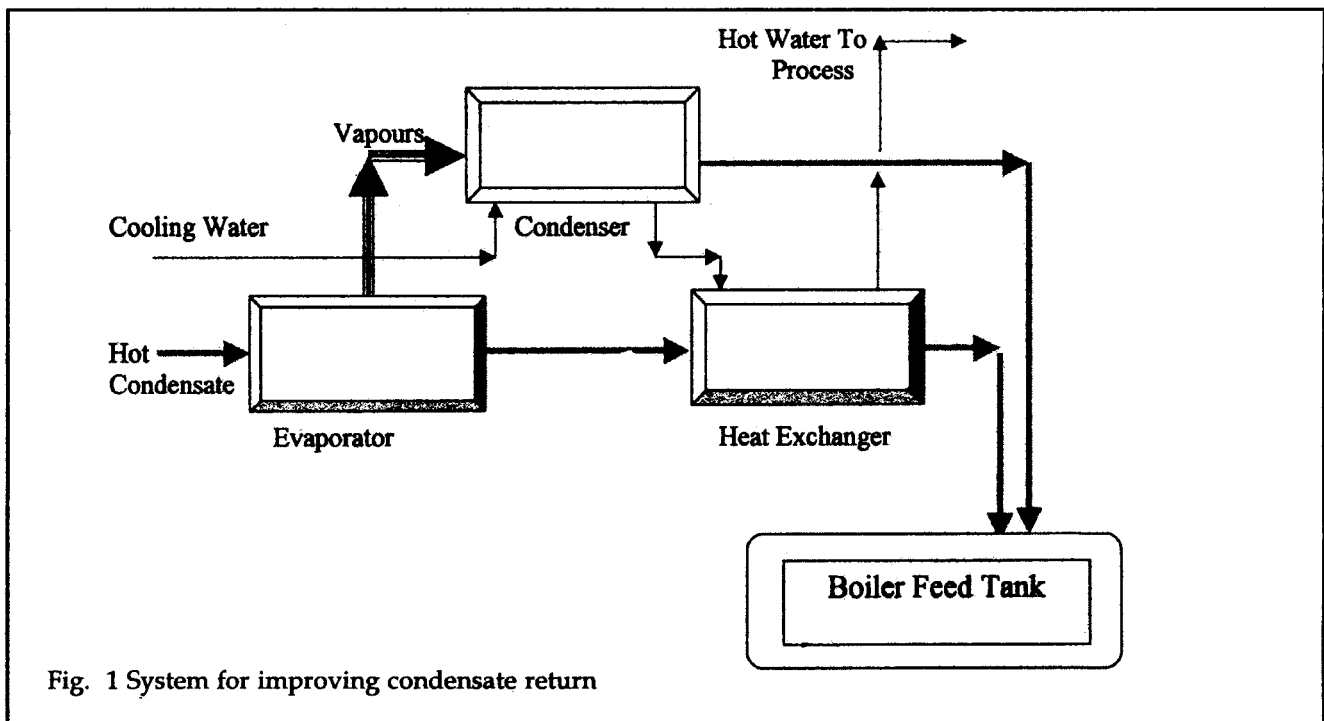 Hot Water To
Process
Vapours
Cooling Water
Condenser
Hot
Condensate
Evaporator
Heat Exchanger
Boiler Feed Tank
Fig. 1 System for improving condensate return